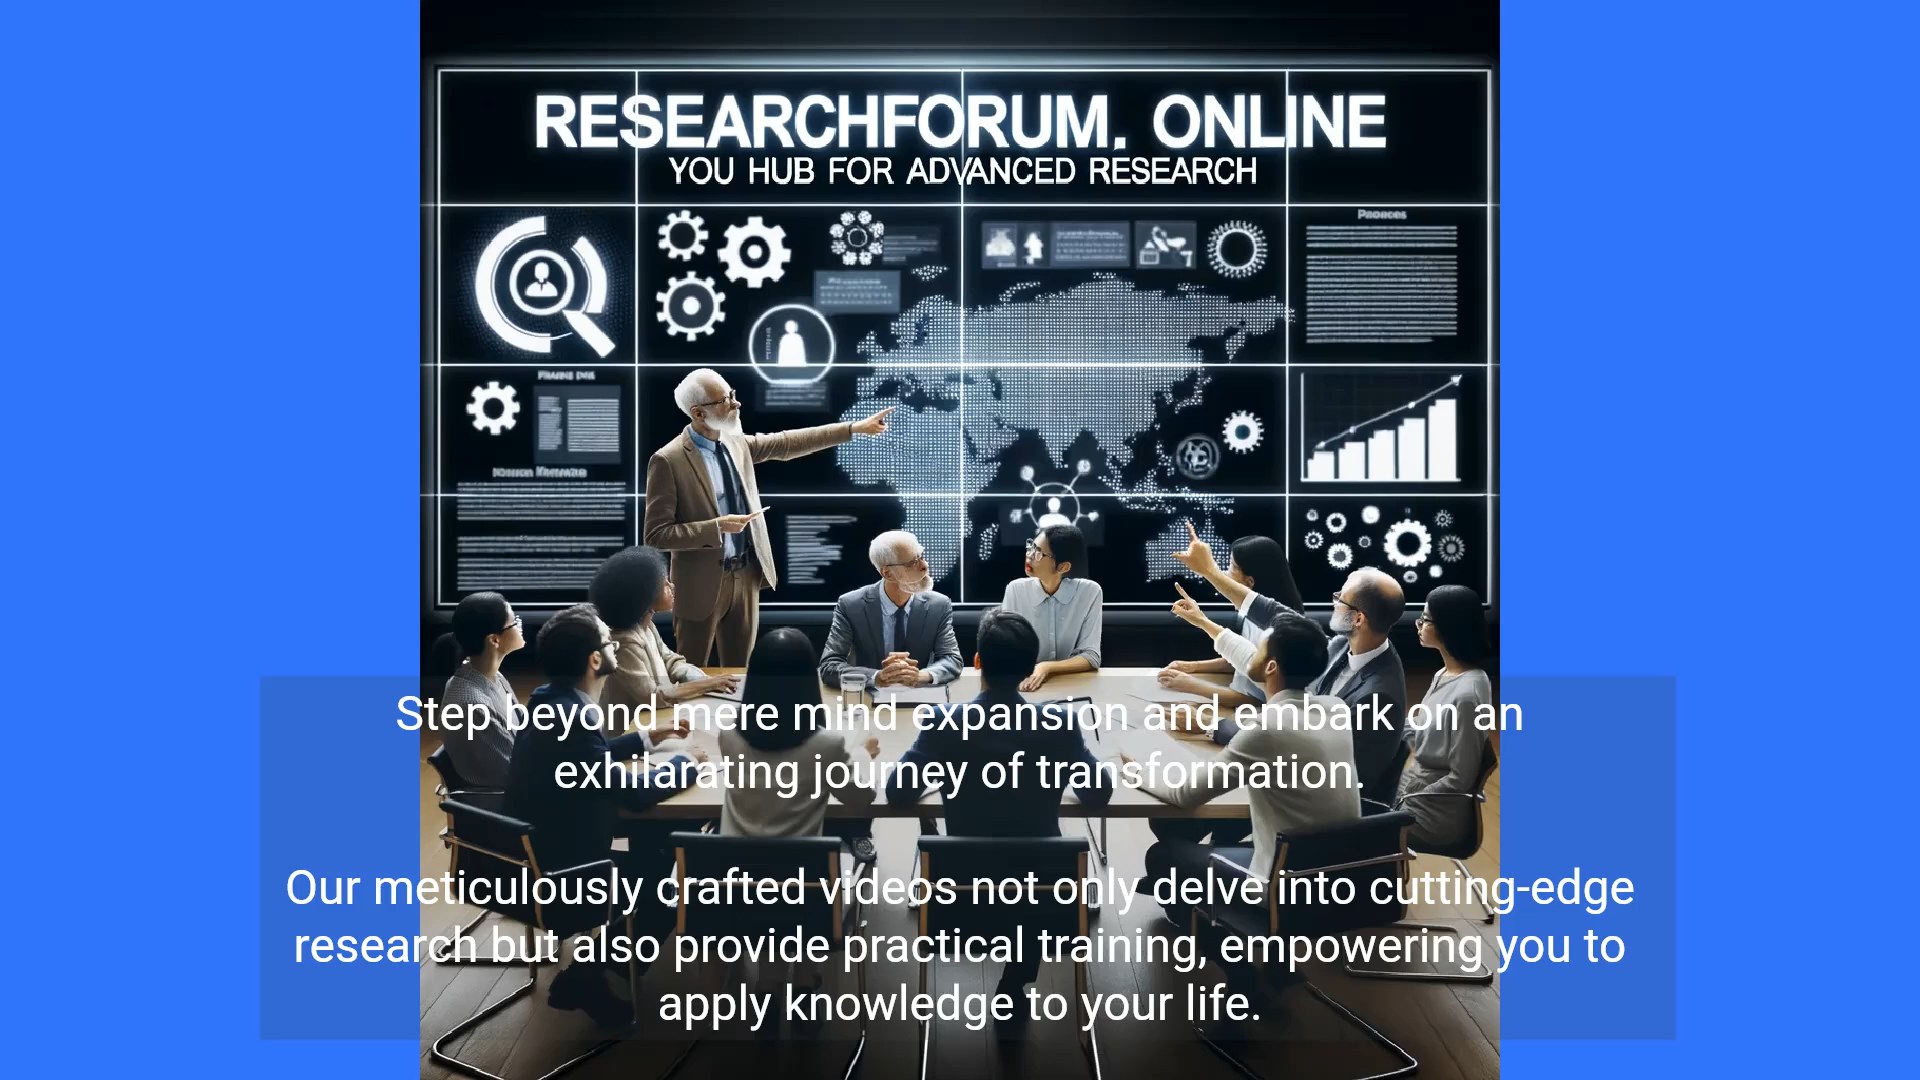 RESEARCHFORUM. ONLINE
YOU HUB FOR ADVANCED RESEARCH
Step beyond mere mind expansion and embark on an
exhilarating journey of transformation.
Our meticulously crafted videos not only delve into cutting-edge
research but also provide practical training, empowering you to
apply knowledge to your life.